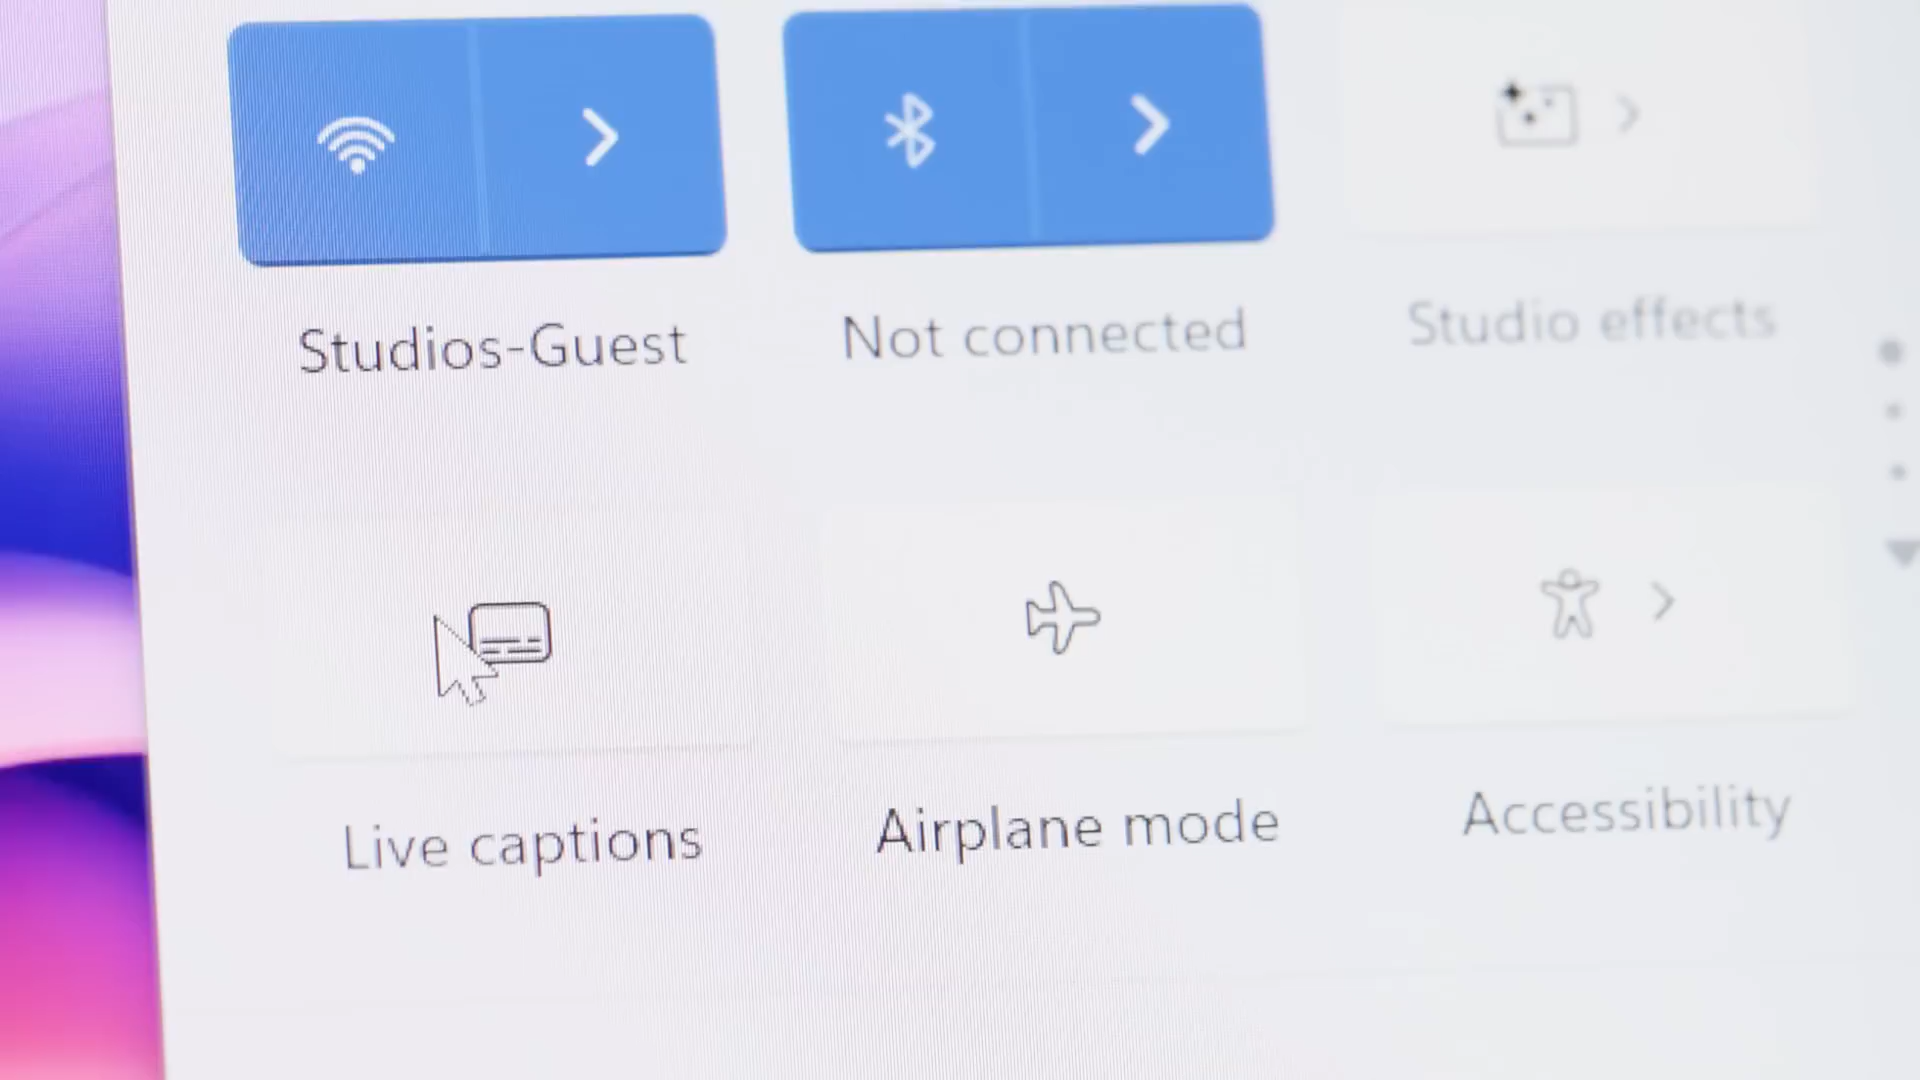 Studios-Guest
Not connected
Studio effects
Live captions
Airplane mode
Accessibility